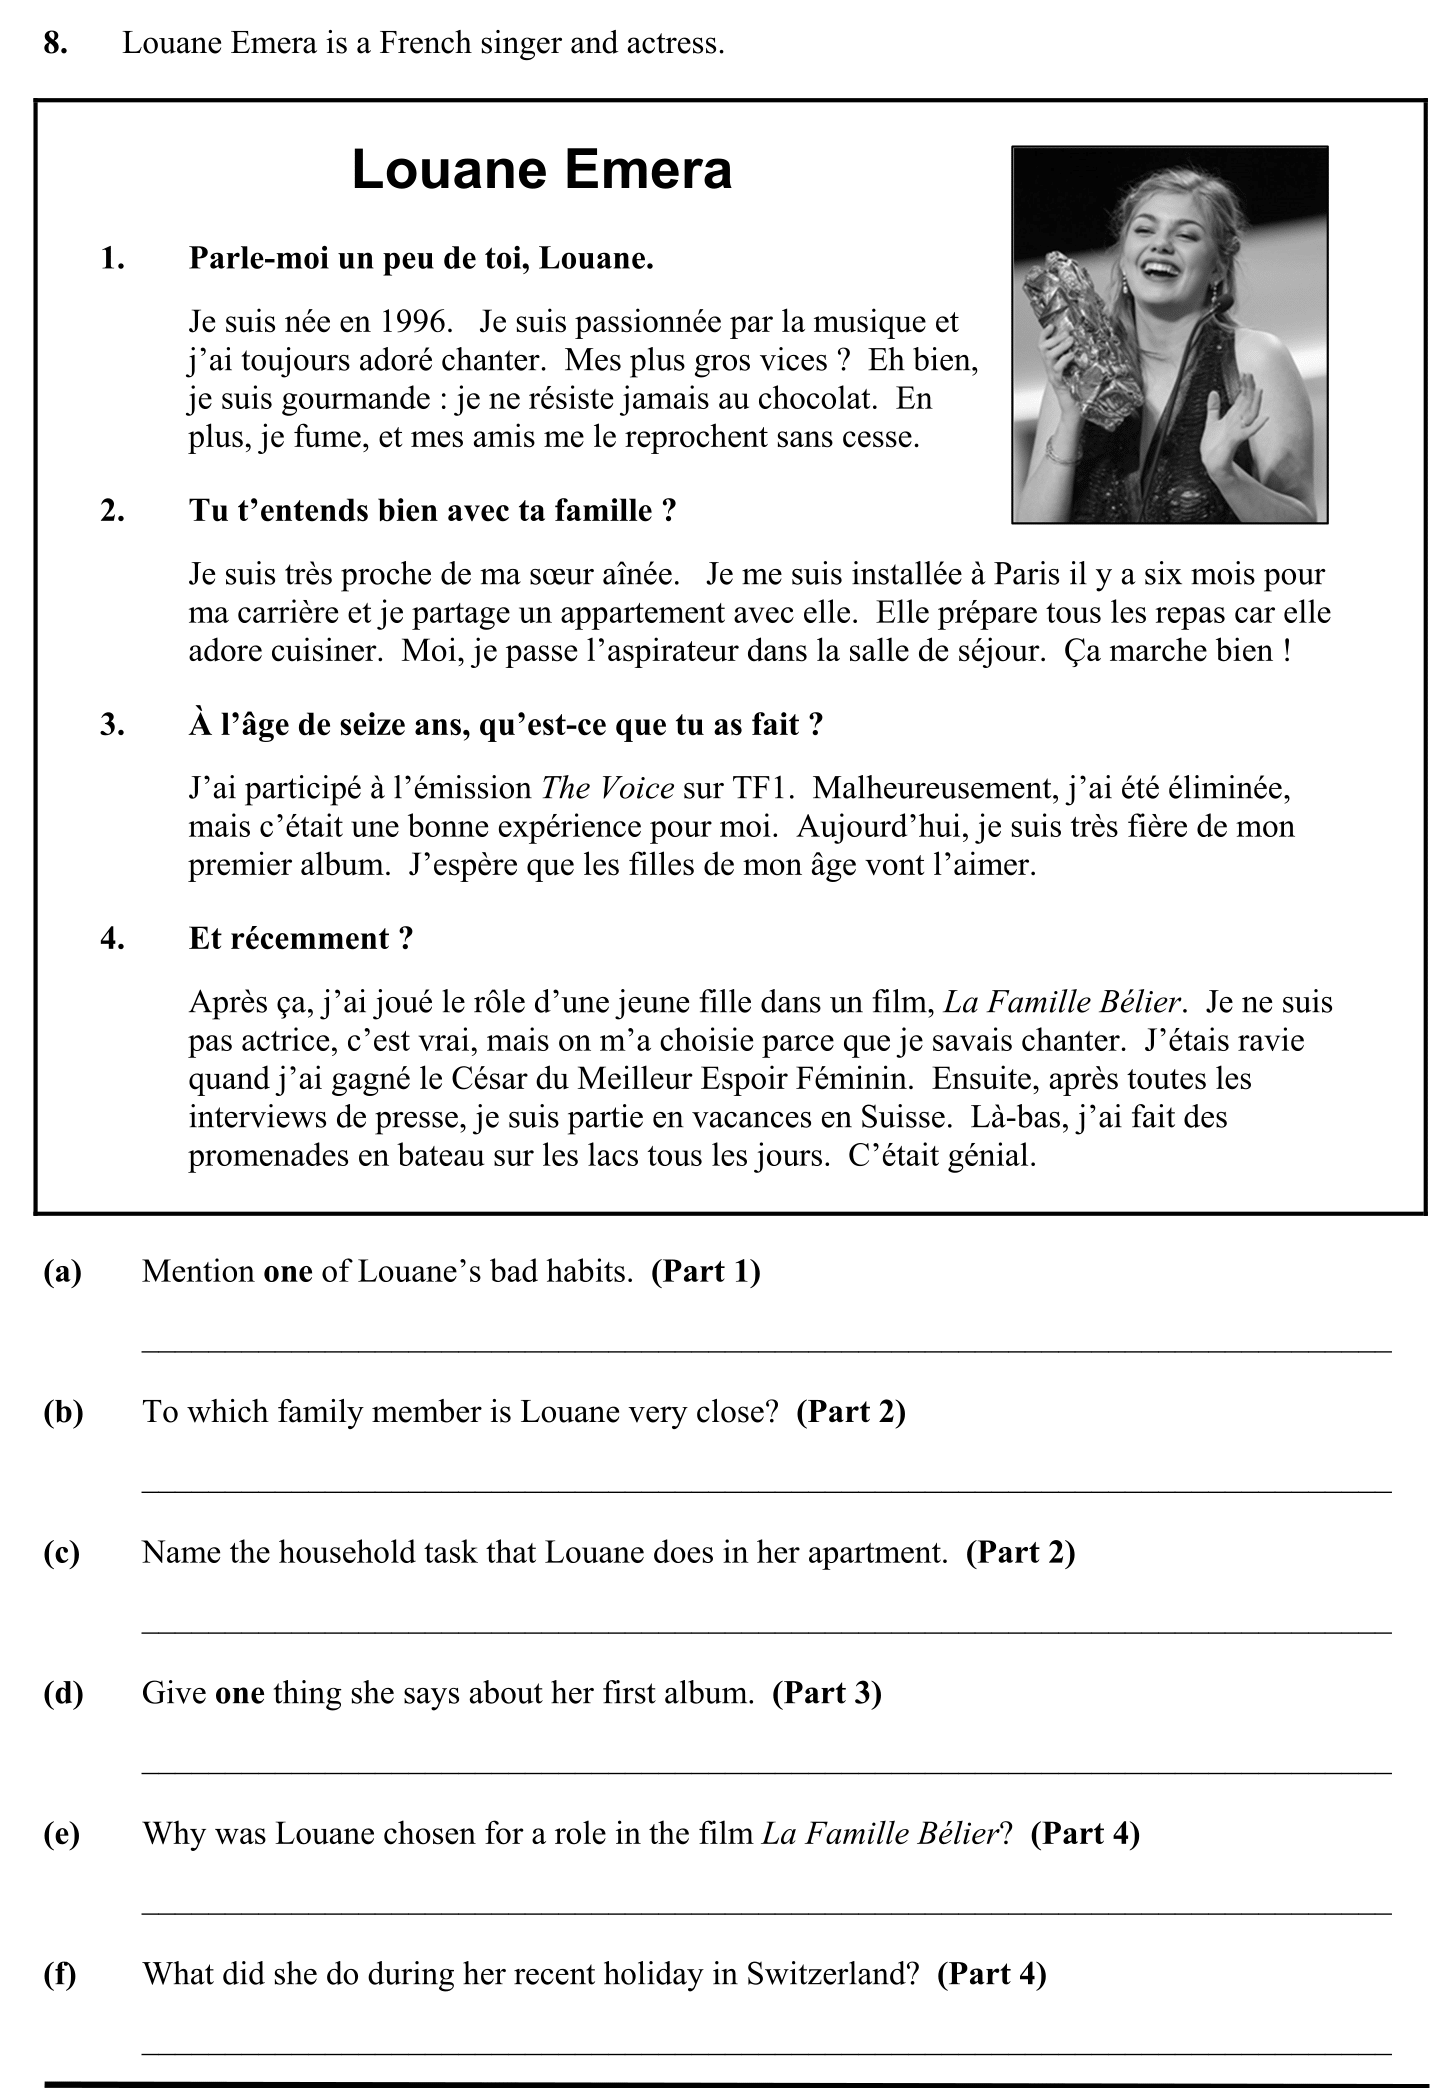 8. Louane Emera is a French singer and actress.
Louane Emera
1. Parle-moi un peu de toi, Louane.
Je suis née en 1996. Je suis passionnée par la musique et
j’ai toujours adoré chanter. Mes plus gros vices ? Eh bien,
je suis gourmande : je ne résiste jamais au chocolat. En
plus, je fume, et mes amis me le reprochent sans cesse.
2. Tu t’entends bien avec ta famille ?
Je suis très proche de ma sœur aînée. Je me suis installée à Paris il y a six mois pour
ma carrière et je partage un appartement avec elle. Elle prépare tous les repas car elle
adore cuisiner. Moi, je passe l’aspirateur dans la salle de séjour. Ça marche bien !
3. À l’âge de seize ans, qu’est-ce que tu as fait ?
J’ai participé à l’émission The Voice sur TF1. Malheureusement, j’ai été éliminée,
mais c’était une bonne expérience pour moi. Aujourd’hui, je suis très fière de mon
premier album. J’espère que les filles de mon âge vont l’aimer.
4. Et récemment ?
Après ça, j’ai joué le rôle d’une jeune fille dans un film, La Famille Bélier. Je ne suis
pas actrice, c’est vrai, mais on m’a choisie parce que je savais chanter. J’étais ravie
quand j’ai gagné le César du Meilleur Espoir Féminin. Ensuite, après toutes les
interviews de presse, je suis partie en vacances en Suisse. Là-bas, j’ai fait des
promenades en bateau sur les lacs tous les jours. C’était génial.
(a) Mention one of Louane’s bad habits. (Part 1)
(b) To which family member is Louane very close? (Part 2)
(c) Name the household task that Louane does in her apartment. (Part 2)
(d) Give one thing she says about her first album. (Part 3)
(e) Why was Louane chosen for a role in the film La Famille Bélier? (Part 4)
(f) What did she do during her recent holiday in Switzerland? (Part 4)